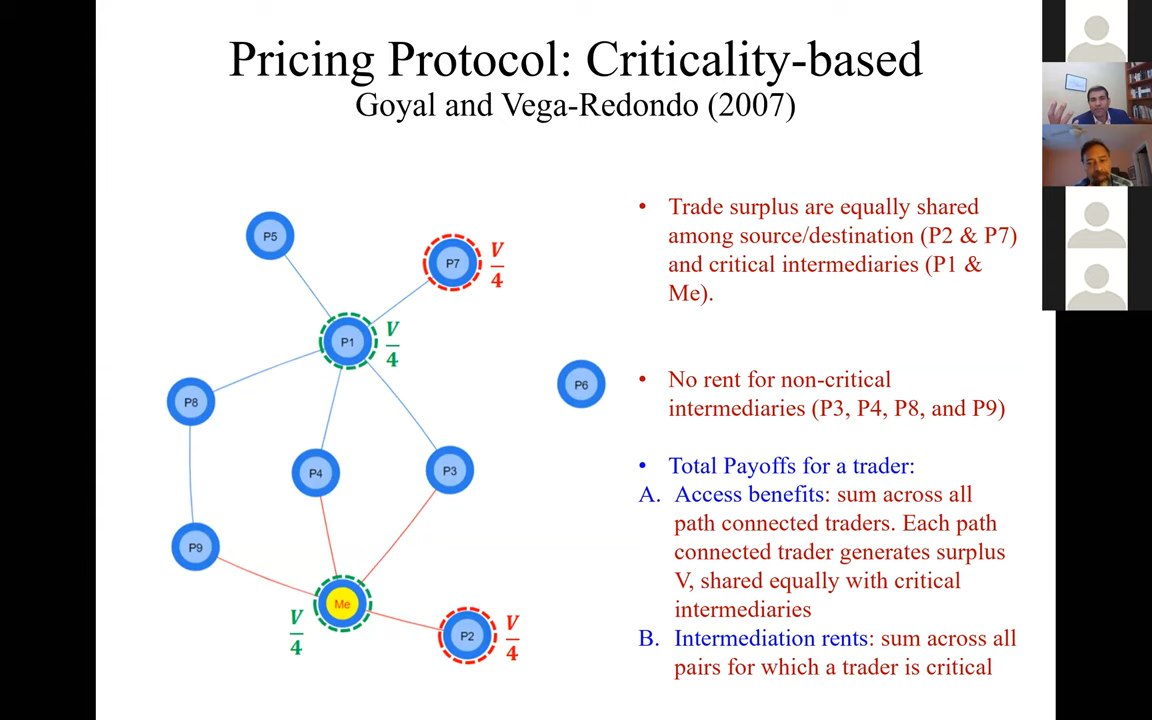 Pricing Protocol: Criticality-based
Goyal and Vega-Redondo (2007)
P5
P7
V
4
P1
V
4
P8
P6
P4
P3
P9
Me
V
4
P2
V
4
• Trade surplus are equally shared
among source/destination (P2 & P7)
and critical intermediaries (P1 &
Me).
• No rent for non-critical
intermediaries (P3, P4, P8, and P9)
• Total Payoffs for a trader:
A. Access benefits: sum across all
path connected traders. Each path
connected trader generates surplus
V, shared equally with critical
intermediaries
B. Intermediation rents: sum across all
pairs for which a trader is critical